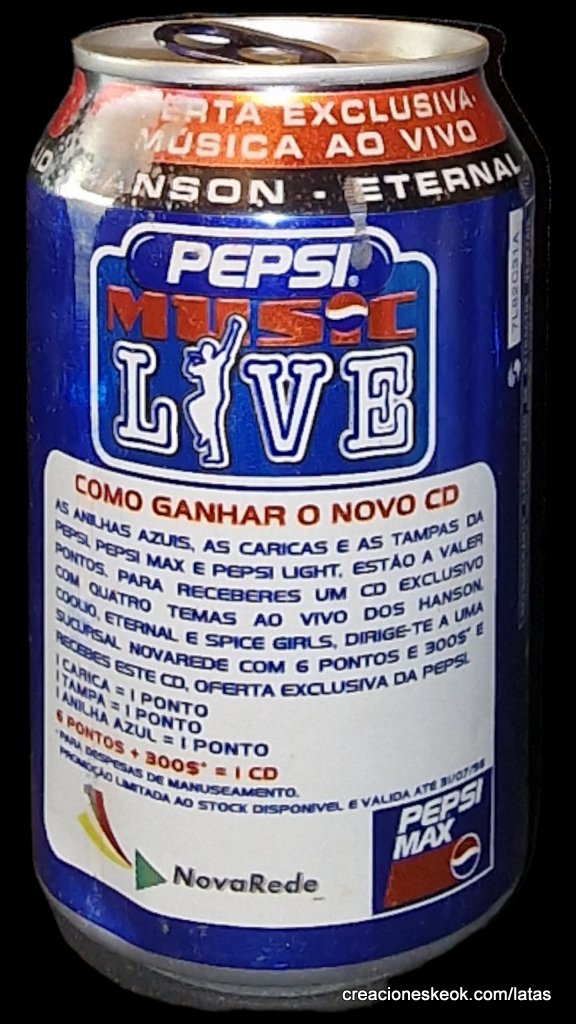 ERTA EXCLUSIVA
MÚSICA AO VIVO
NSON - ETERNAL
PEPSI®
MUSIC
LIVE
7L82C31A
COMO GANHAR O NOVO CD
AS ANILHAS AZUIS, AS CARICAS E AS TAMPAS DA
PEPSI, PEPSI MAX E PEPSI LIGHT, ESTÃO A VALER
PONTOS. PARA RECEBERES UM CD EXCLUSIVO
COM QUATRO TEMAS AO VIVO DOS HANSON,
COOLIO, ETERNAL E SPICE GIRLS, DIRIGE-TE A UMA
SUCURSAL NOVAREDE COM 6 PONTOS E 300$* E
RECEBES ESTE CD, OFERTA EXCLUSIVA DA PEPSI.
1 CARICA = 1 PONTO
1 TAMPA = 1 PONTO
1 ANILHA AZUL = 1 PONTO
6 PONTOS + 300$* = 1 CD
*PARA DESPESAS DE MANUSEAMENTO.
PROMOÇÃO LIMITADA AO STOCK DISPONIVEL E VÁLIDA ATÉ 31/07/98
PEPSI
MAX
NovaRede
creacioneskeok.com/latas